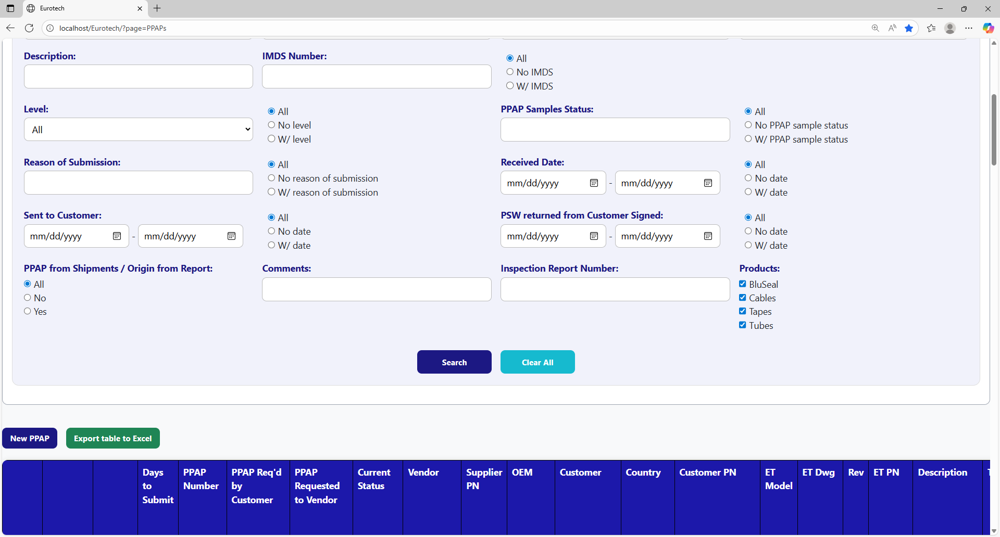 Eurotech
localhost/Eurotech/?page=PPAPs
Description:
IMDS Number:
All
No IMDS
W/ IMDS
Level:
All
All
No level
W/ level
PPAP Samples Status:
All
No PPAP sample status
W/ PPAP sample status
Reason of Submission:
All
No reason of submission
W/ reason of submission
Received Date:
mm/dd/yyyy - mm/dd/yyyy
All
No date
W/ date
Sent to Customer:
mm/dd/yyyy - mm/dd/yyyy
All
No date
W/ date
PSW returned from Customer Signed:
mm/dd/yyyy - mm/dd/yyyy
All
No date
W/ date
PPAP from Shipments / Origin from Report:
All
No
Yes
Comments:
Inspection Report Number:
Products:
BluSeal
Cables
Tapes
Tubes
Search
Clear All
New PPAP
Export table to Excel
Days
to
Submit
PPAP
Number
PPAP Req'd
by
Customer
PPAP
Requested
to Vendor
Current
Status
Vendor
Supplier
PN
OEM
Customer
Country
Customer PN
ET
Model
ET Dwg
Rev
ET PN
Description